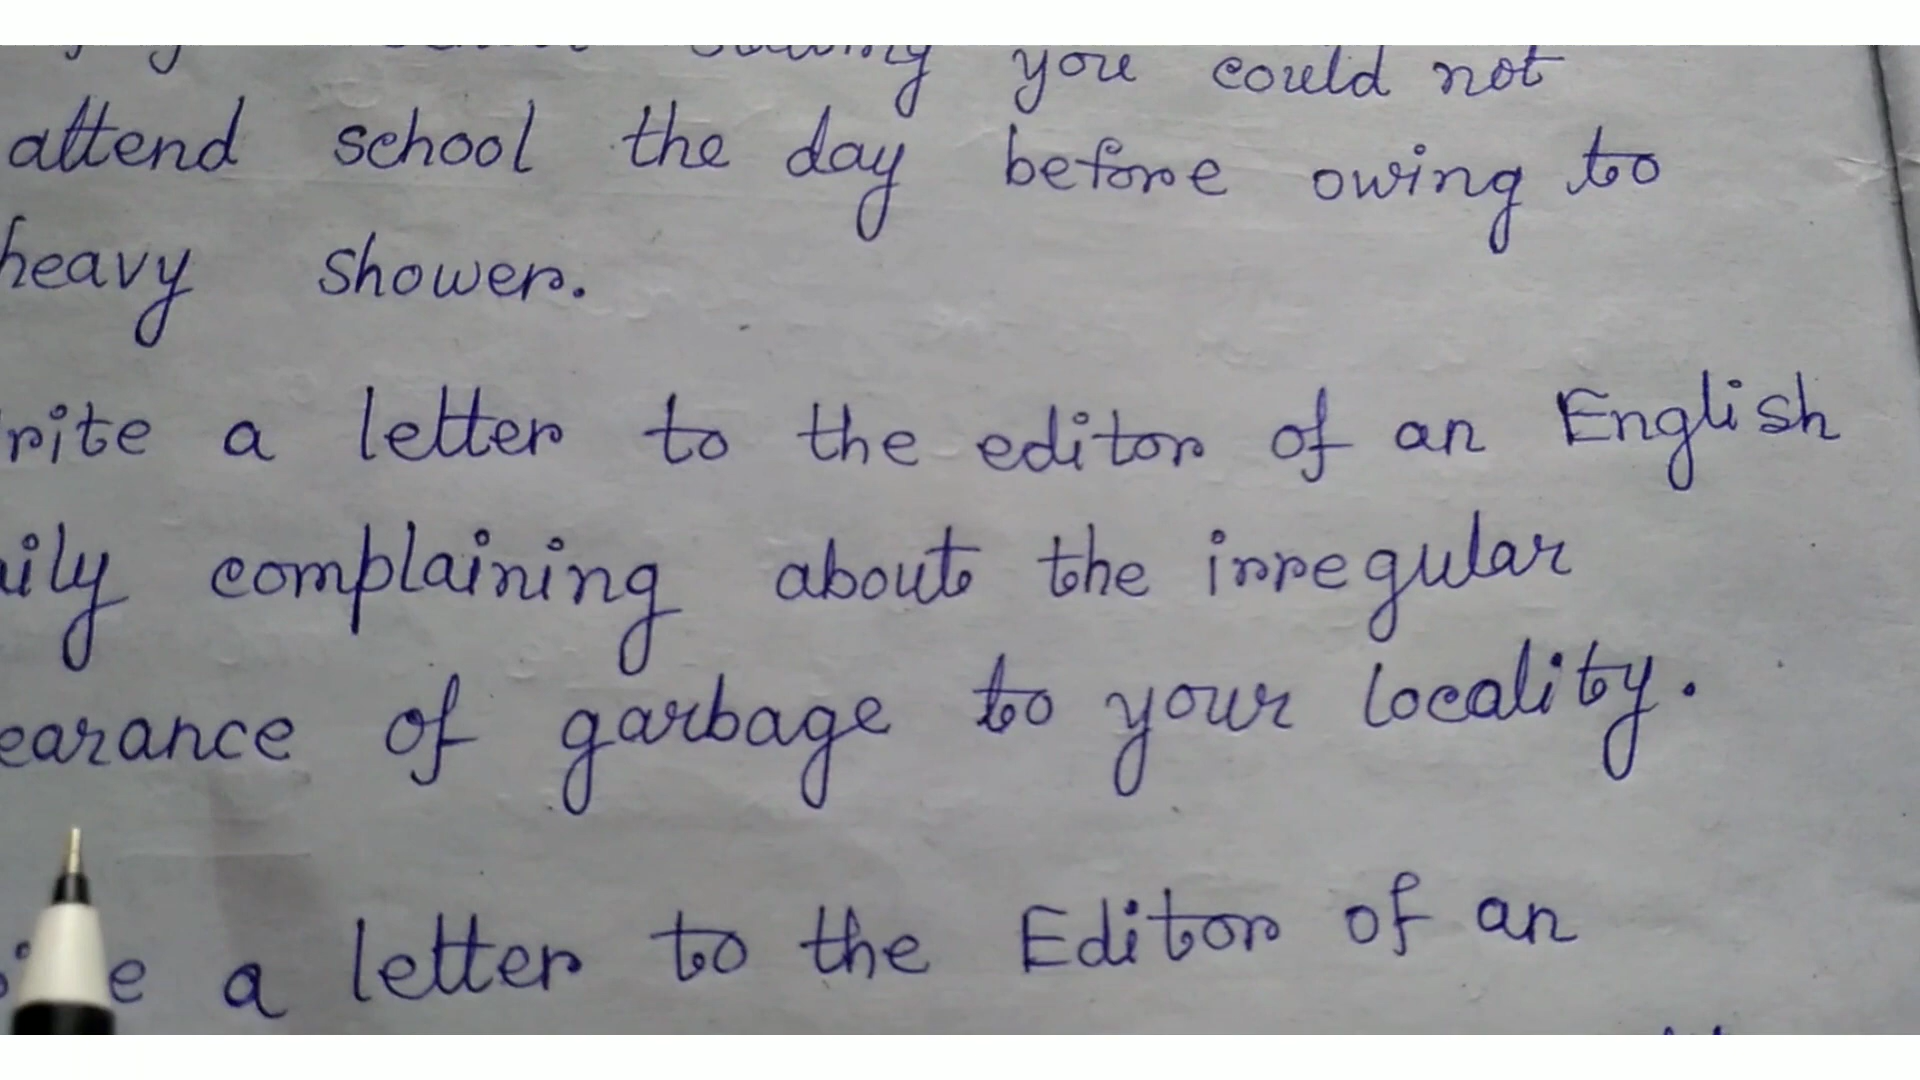 you could not
attend school the day before owing to
heavy shower.
rite a letter to the editor of an English
ily complaining about the irregular
earance of garbage to your locality.
e a letter to the Editor of an